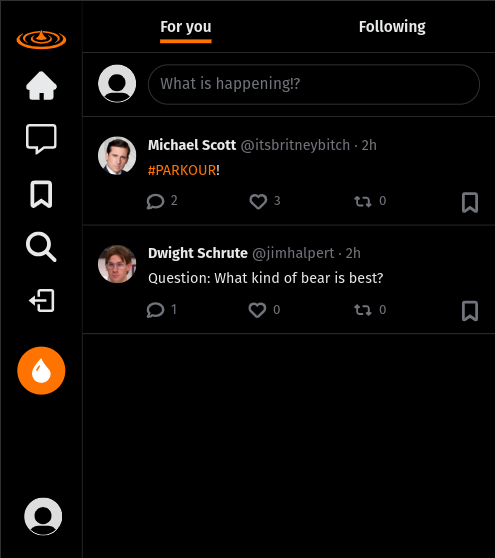 For you
Following
What is happening!?
Michael Scott @itsbritneybitch · 2h
#PARKOUR!
2 3 0
Dwight Schrute @jimhalpert · 2h
Question: What kind of bear is best?
1 0 0